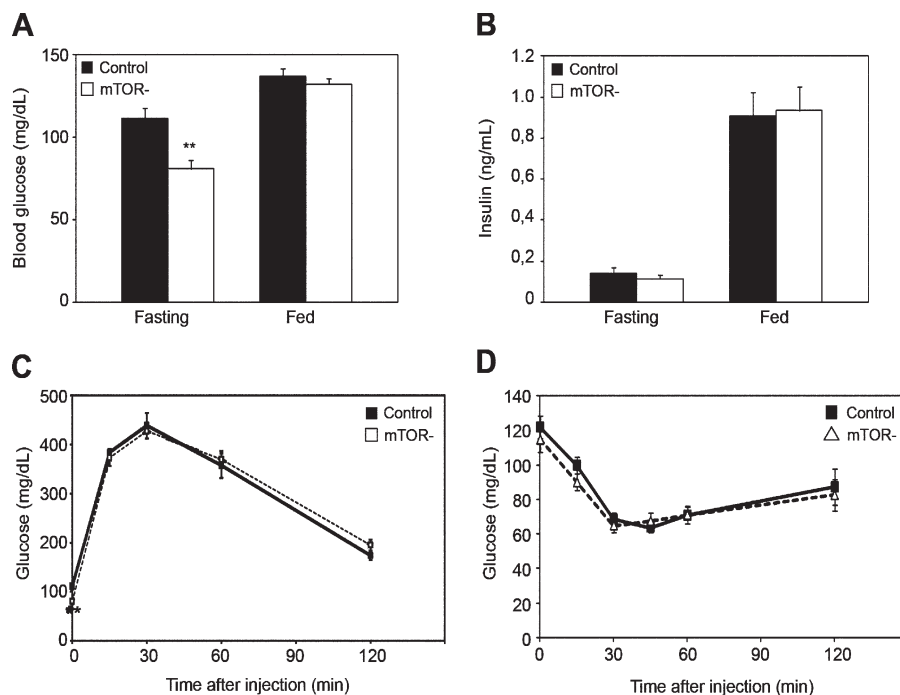 A
150
100
50
0
Blood glucose (mg/dL)
Control
mTOR-
**
Fasting
Fed
B
1.2
1.0
0,8
0,6
0,4
0,2
0
Insulin (ng/mL)
Control
mTOR-
Fasting
Fed
C
500
400
300
200
100
0
Glucose (mg/dL)
Control
mTOR-
**
0
30
60
90
120
Time after injection (min)
D
140
120
100
80
60
40
20
0
Glucose (mg/dL)
Control
mTOR-
0
30
60
90
120
Time after injection (min)